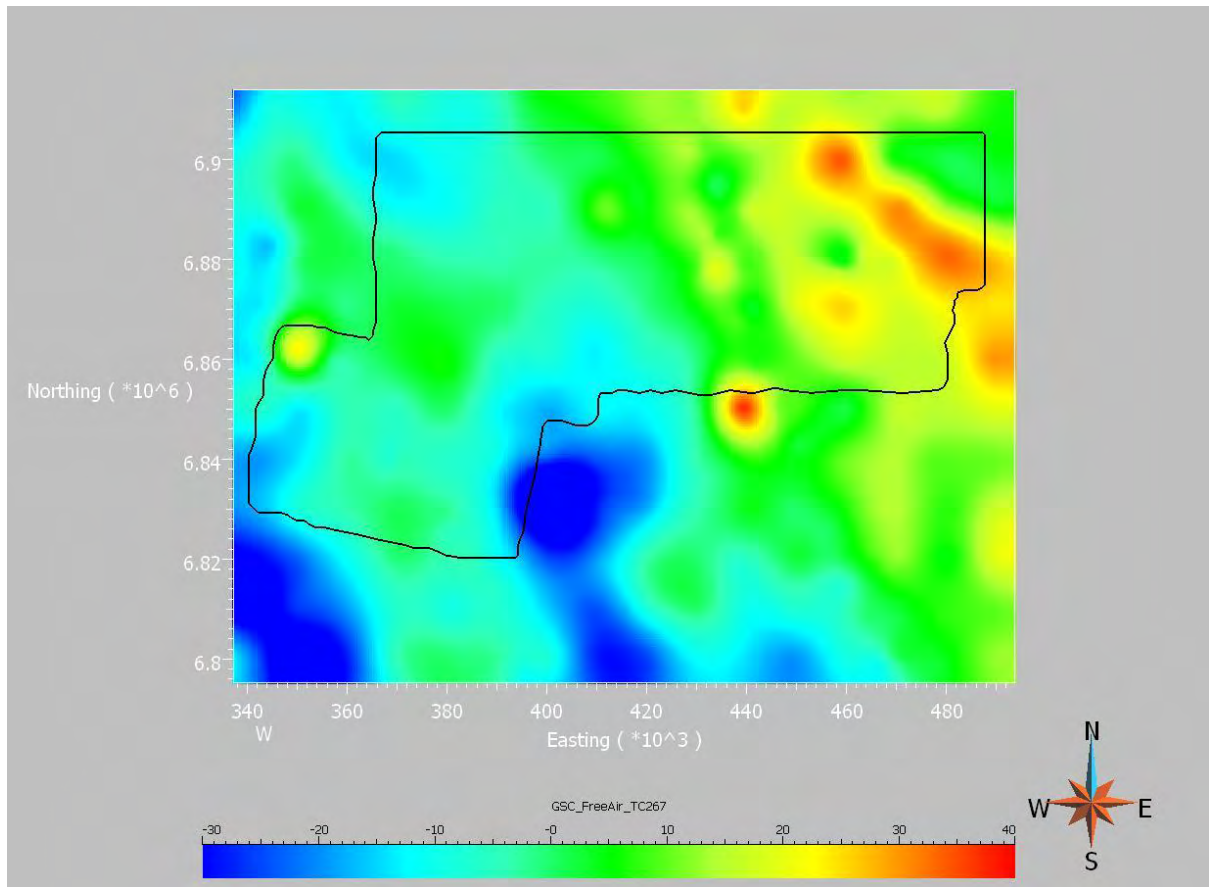 6.9
6.88
6.86
Northing ( *10^6 )
6.84
6.82
6.8
340 360 380 400 420 440 460 480
W
Easting ( *10^3 )
N
W E
S
GSC_FreeAir_TC267
-30 -20 -10 -0 10 20 30 40